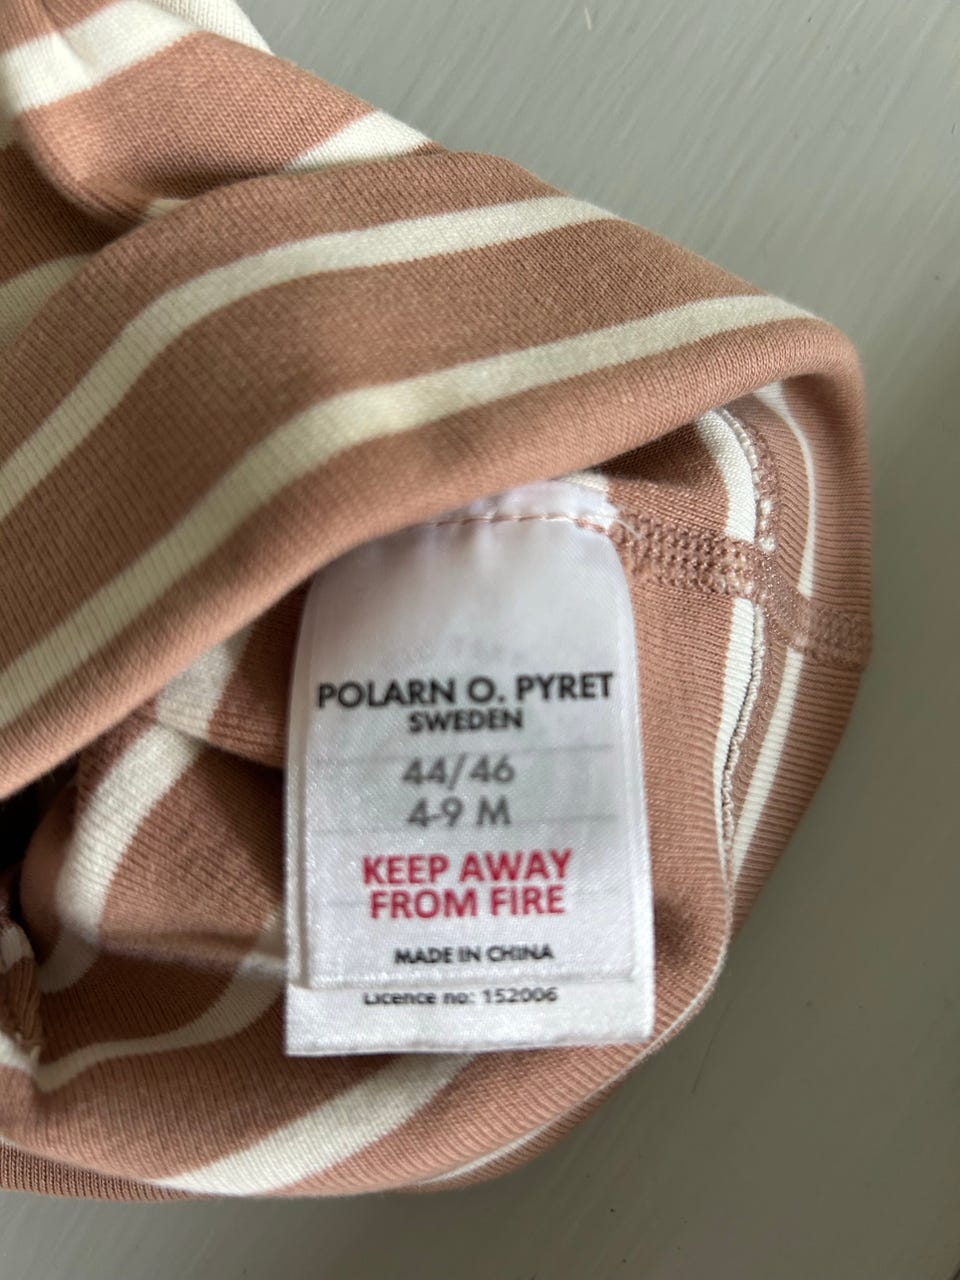 POLARN O. PYRET
SWEDEN
44/46
4-9 M
KEEP AWAY
FROM FIRE
MADE IN CHINA
Licence no: 152006